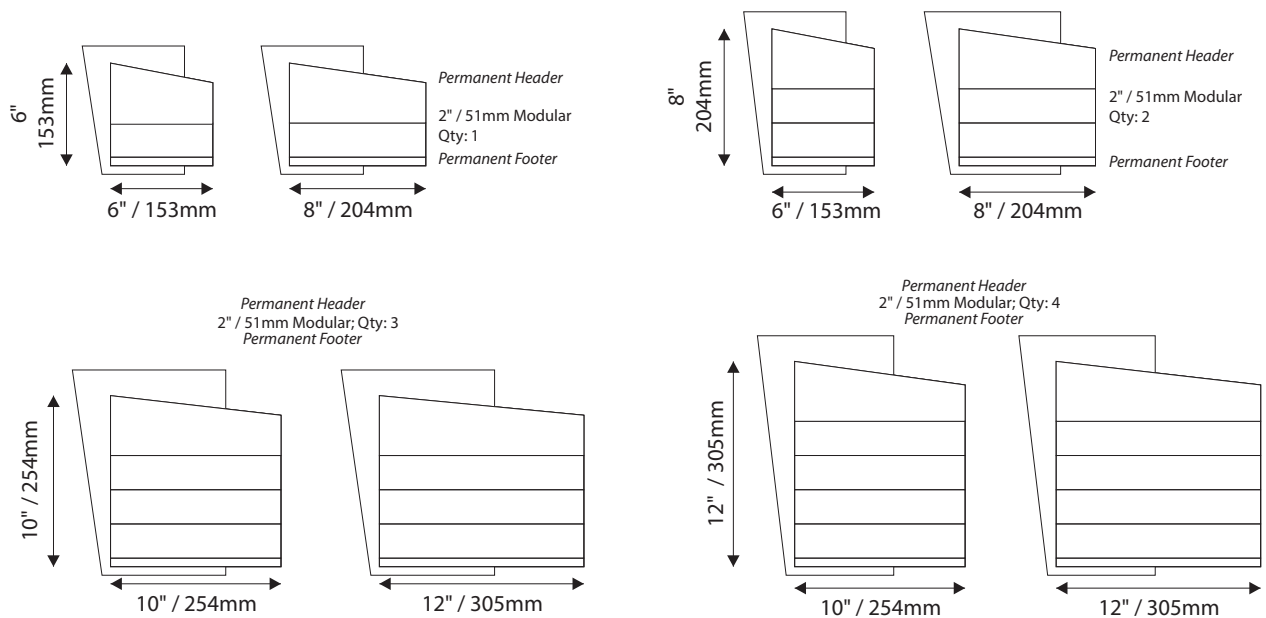 6"
153mm
6" / 153mm
8" / 204mm
Permanent Header
2" / 51mm Modular
Qty: 1
Permanent Footer
8"
204mm
6" / 153mm
8" / 204mm
Permanent Header
2" / 51mm Modular
Qty: 2
Permanent Footer
Permanent Header
2" / 51mm Modular; Qty: 3
Permanent Footer
10" / 254mm
10" / 254mm
12" / 305mm
Permanent Header
2" / 51mm Modular; Qty: 4
Permanent Footer
12" / 305mm
10" / 254mm
12" / 305mm